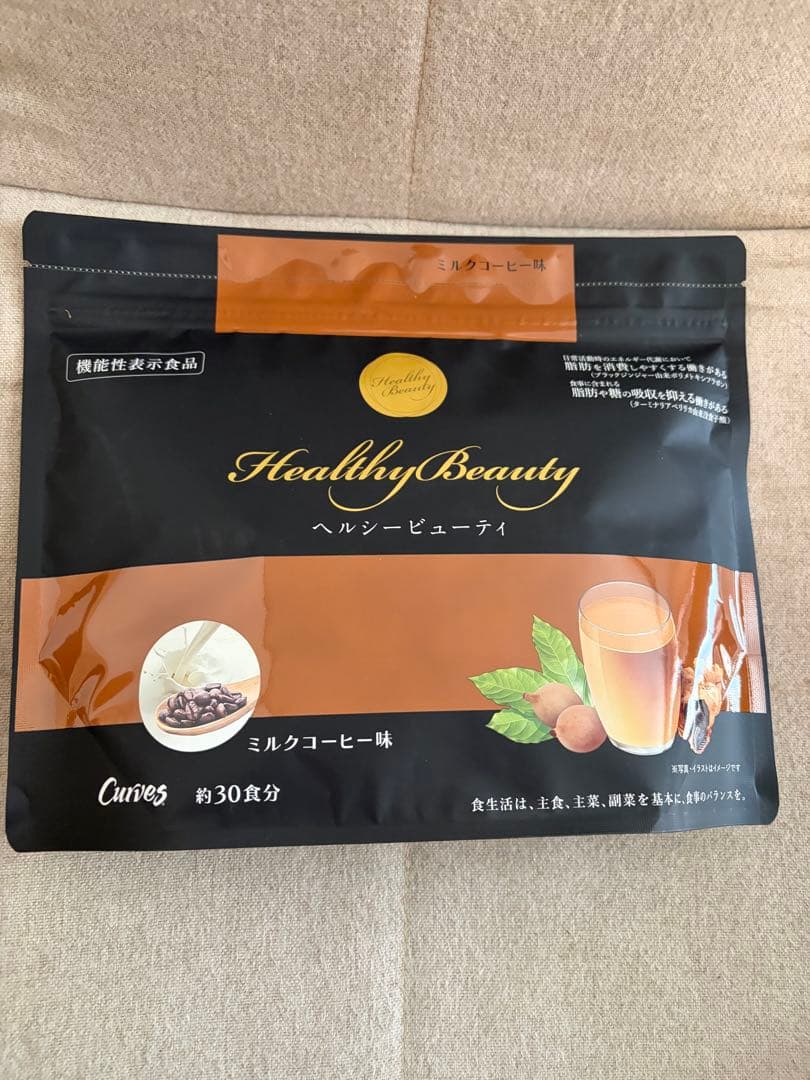 ミルクコーヒー味
機能性表示食品
日常活動時のエネルギー代謝において
脂肪を消費しやすくする働きがある
(ブラックジンジャー由来ポリメトキシフラボン)
食事に含まれる
脂肪や糖の吸収を抑える働きがある
(ターミナリアベリリカ由来没食子酸)
Healthy
Beauty
Healthy Beauty
ヘルシービューティ
ミルクコーヒー味
※写真・イラストはイメージです
Curves
約30食分
食生活は、主食、主菜、副菜を基本に、食事のバランスを。